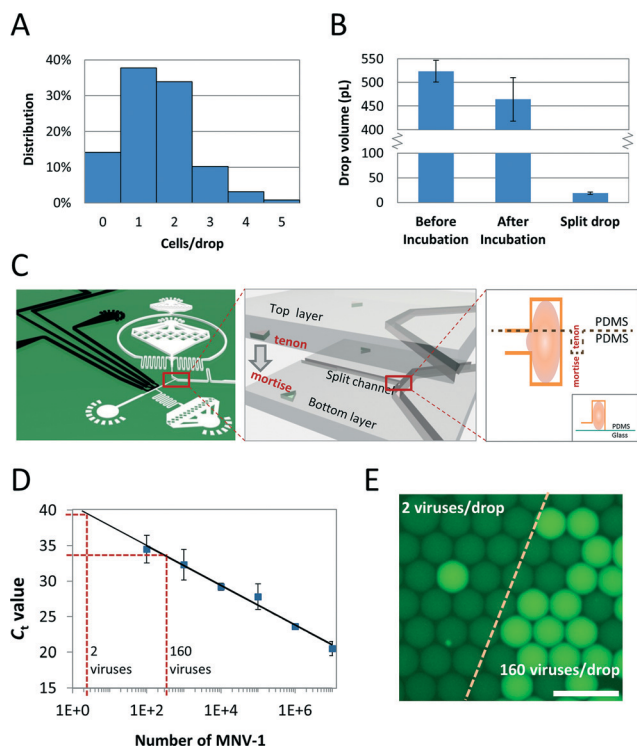 A
Distribution
40%
30%
20%
10%
0%
0 1 2 3 4 5
Cells/drop
B
Drop volume (pL)
550
500
450
400
100
50
0
Before Incubation
After Incubation
Split drop
C
Top layer
tenon
mortise
Split channel
Bottom layer
PDMS
PDMS
mortise
tenon
PDMS
Glass
D
Ct value
40
35
30
25
20
15
2 viruses
160 viruses
1E+0 1E+2 1E+4 1E+6
Number of MNV-1
E
2 viruses/drop
160 viruses/drop